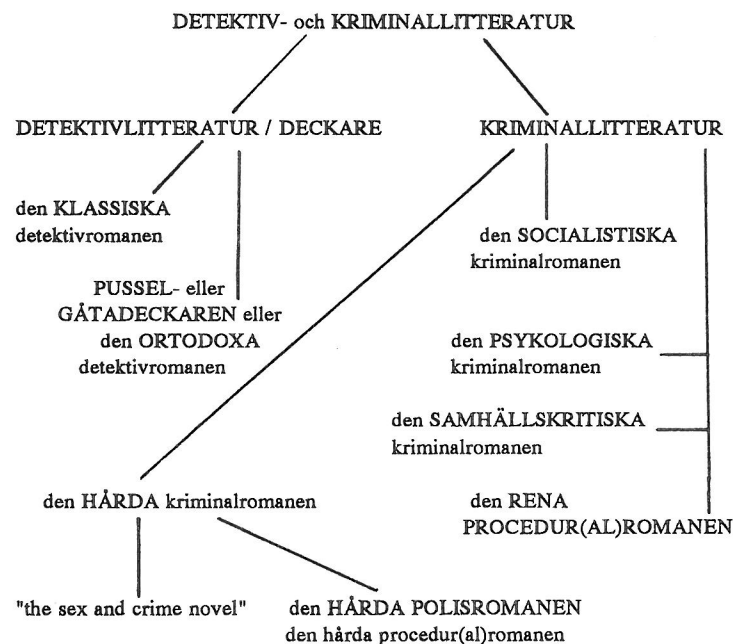 DETEKTIV- och KRIMINALLITTERATUR
DETEKTIVLITTERATUR / DECKARE
KRIMINALLITTERATUR
den KLASSISKA
detektivromanen
PUSSEL- eller
GÅTADECKAREN eller
den ORTODOXA
detektivromanen
den SOCIALISTISKA
kriminalromanen
den PSYKOLOGISKA
kriminalromanen
den SAMHÄLLSKRITISKA
kriminalromanen
den RENA
PROCEDUR(AL)ROMANEN
den HÅRDA kriminalromanen
"the sex and crime novel"
den HÅRDA POLISROMANEN
den hårda procedur(al)romanen